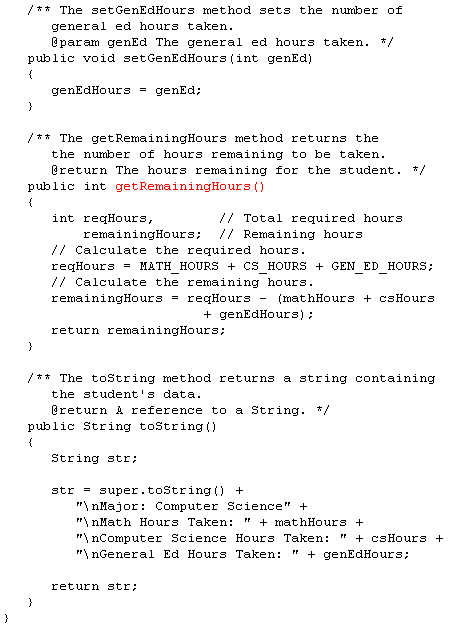 /** The setGenEdHours method sets the number of
general ed hours taken.
@param genEd The general ed hours taken. */
public void setGenEdHours(int genEd)
{
genEdHours = genEd;
}
/** The getRemainingHours method returns the
the number of hours remaining to be taken.
@return The hours remaining for the student. */
public int getRemainingHours()
{
int reqHours, // Total required hours
remainingHours; // Remaining hours
// Calculate the required hours.
reqHours = MATH_HOURS + CS_HOURS + GEN_ED_HOURS;
// Calculate the remaining hours.
remainingHours = reqHours - (mathHours + csHours
+ genEdHours);
return remainingHours;
}
/** The toString method returns a string containing
the student's data.
@return A reference to a String. */
public String toString()
{
String str;
str = super.toString() +
"\nMajor: Computer Science" +
"\nMath Hours Taken: " + mathHours +
"\nComputer Science Hours Taken: " + csHours +
"\nGeneral Ed Hours Taken: " + genEdHours;
return str;
}
}